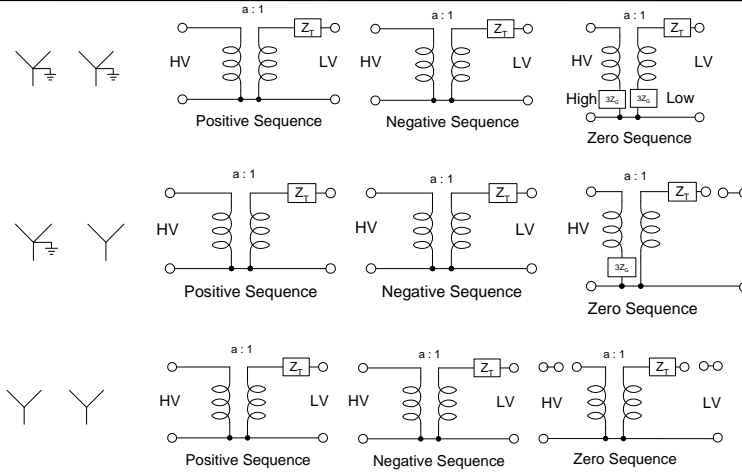 a : 1
Z_T
HV
LV
Positive Sequence
a : 1
Z_T
HV
LV
Negative Sequence
a : 1
Z_T
HV
LV
High
3Z_G
3Z_G
Low
Zero Sequence
a : 1
Z_T
HV
Positive Sequence
a : 1
Z_T
HV
LV
Negative Sequence
a : 1
Z_T
HV
3Z_G
Zero Sequence
a : 1
Z_T
HV
LV
Positive Sequence
a : 1
Z_T
HV
LV
Negative Sequence
a : 1
Z_T
HV
LV
Zero Sequence